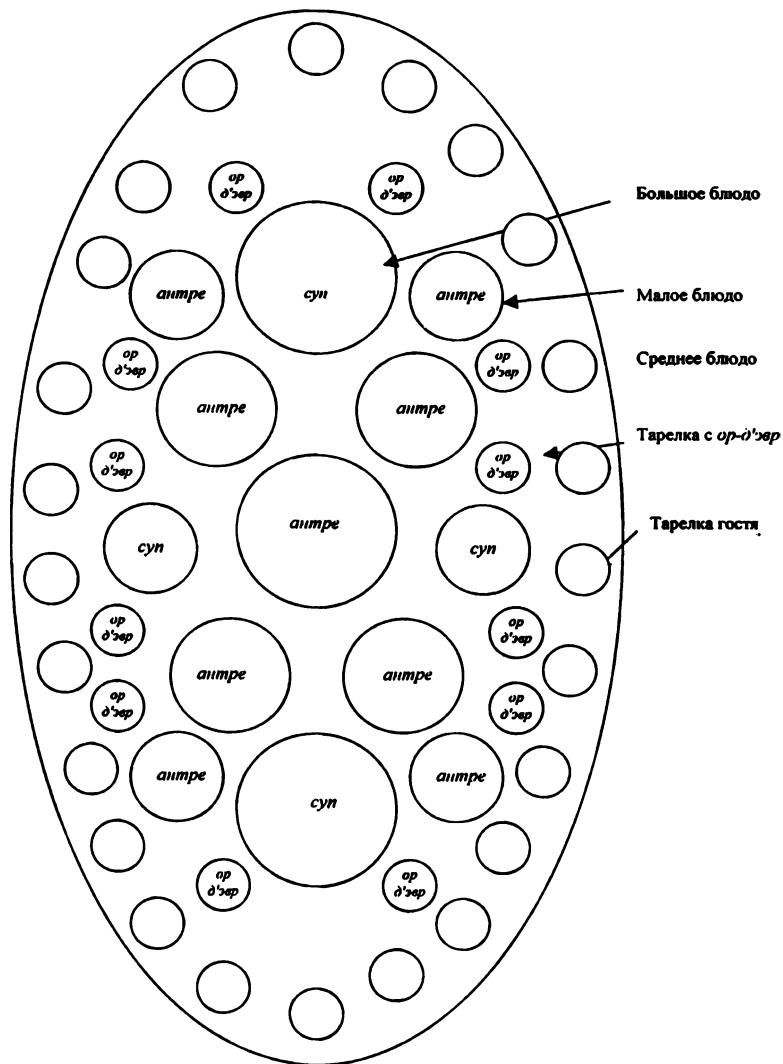 ор
д'эвр
ор
д'эвр
Большое блюдо
антре
суп
антре
Малое блюдо
ор
д'эвр
ор
д'эвр
Среднее блюдо
антре
антре
Тарелка с ор-д'эвр
ор
д'эвр
ор
д'эвр
антре
Тарелка гостя
суп
суп
ор
д'эвр
ор
д'эвр
антре
антре
ор
д'эвр
ор
д'эвр
антре
антре
суп
ор
д'эвр
ор
д'эвр